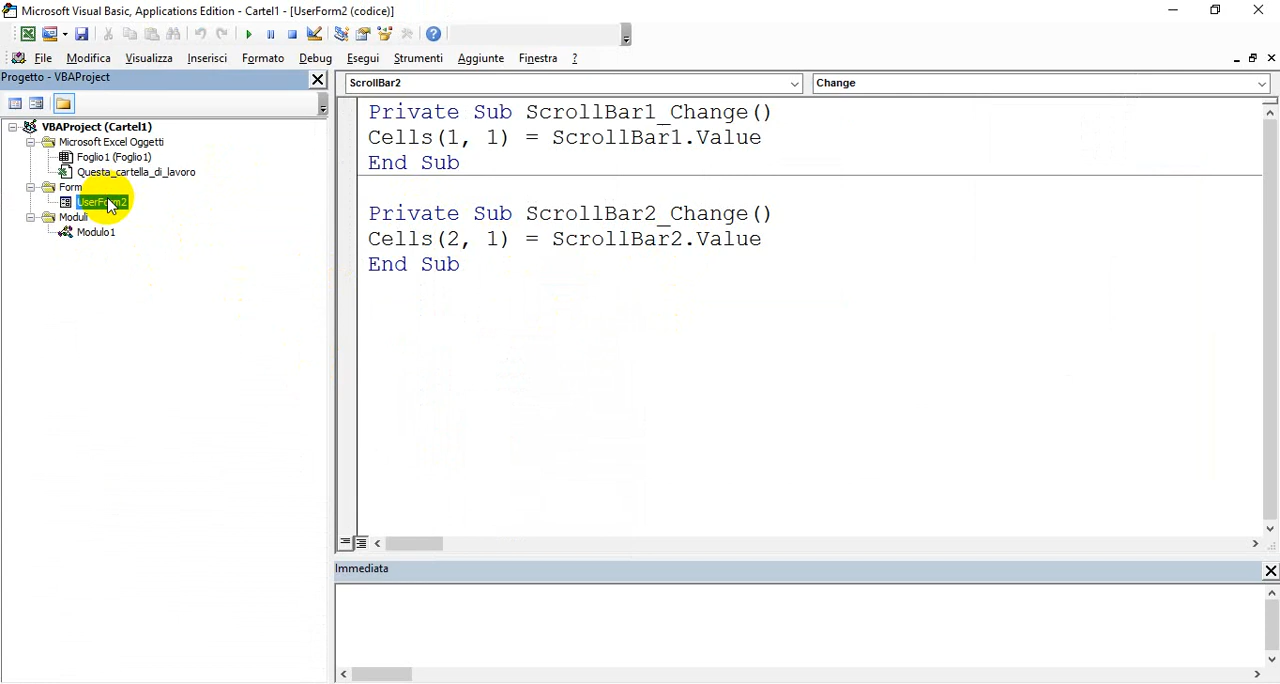 Microsoft Visual Basic, Applications Edition - Cartel1 - [UserForm2 (codice)]
File Modifica Visualizza Inserisci Formato Debug Esegui Strumenti Aggiunte Finestra ?
Progetto - VBAProject
VBAProject (Cartel1)
Microsoft Excel Oggetti
Foglio1 (Foglio1)
Questa_cartella_di_lavoro
Form
UserForm2
Moduli
Modulo1
ScrollBar2 Change
Private Sub ScrollBar1_Change()
Cells(1, 1) = ScrollBar1.Value
End Sub
Private Sub ScrollBar2_Change()
Cells(2, 1) = ScrollBar2.Value
End Sub
Immediata